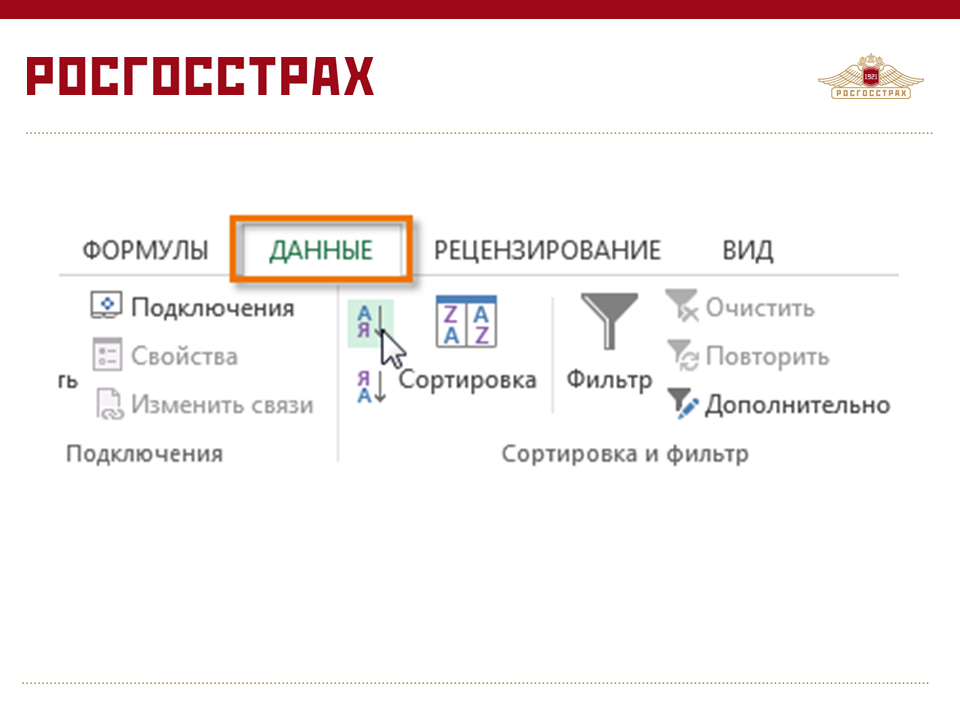 РОСГОССТРАХ
1921
РОСГОССТРАХ
ФОРМУЛЫ ДАННЫЕ РЕЦЕНЗИРОВАНИЕ ВИД
Подключения А Я Z A A Z Очистить
Свойства Повторить
ть Я А Сортировка Фильтр
Изменить связи Дополнительно
Подключения Сортировка и фильтр